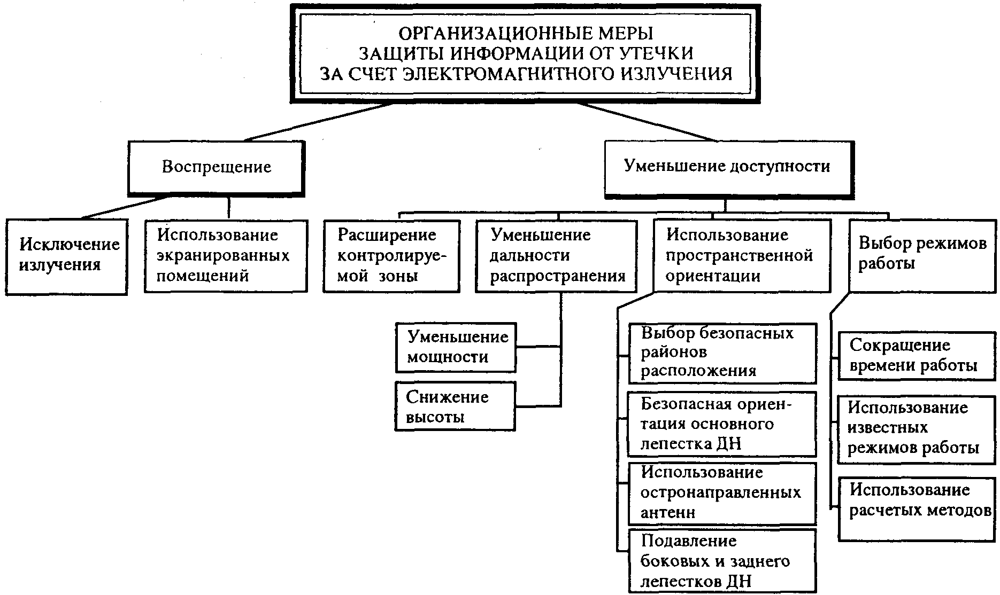 ОРГАНИЗАЦИОННЫЕ МЕРЫ
ЗАЩИТЫ ИНФОРМАЦИИ ОТ УТЕЧКИ
ЗА СЧЕТ ЭЛЕКТРОМАГНИТНОГО ИЗЛУЧЕНИЯ
Воспрещение
Уменьшение доступности
Исключение
излучения
Использование
экранированных
помещений
Расширение
контролируе-
мой зоны
Уменьшение
дальности
распространения
Использование
пространственной
ориентации
Выбор режимов
работы
Уменьшение
мощности
Снижение
высоты
Выбор безопасных
районов
расположения
Безопасная ориен-
тация основного
лепестка ДН
Использование
остронаправленных
антенн
Подавление
боковых и заднего
лепестков ДН
Сокращение
времени работы
Использование
известных
режимов работы
Использование
расчетых методов